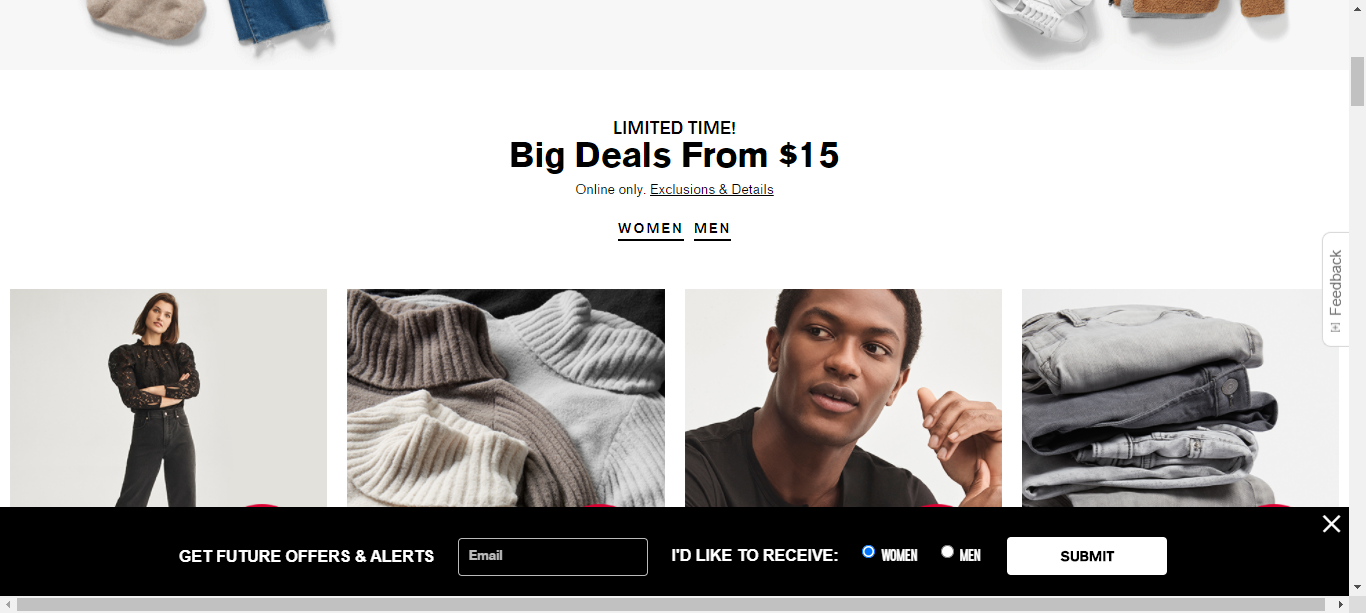 LIMITED TIME!
Big Deals From $15
Online only. Exclusions & Details
WOMEN MEN
Feedback
GET FUTURE OFFERS & ALERTS Email I'D LIKE TO RECEIVE: WOMEN MEN SUBMIT